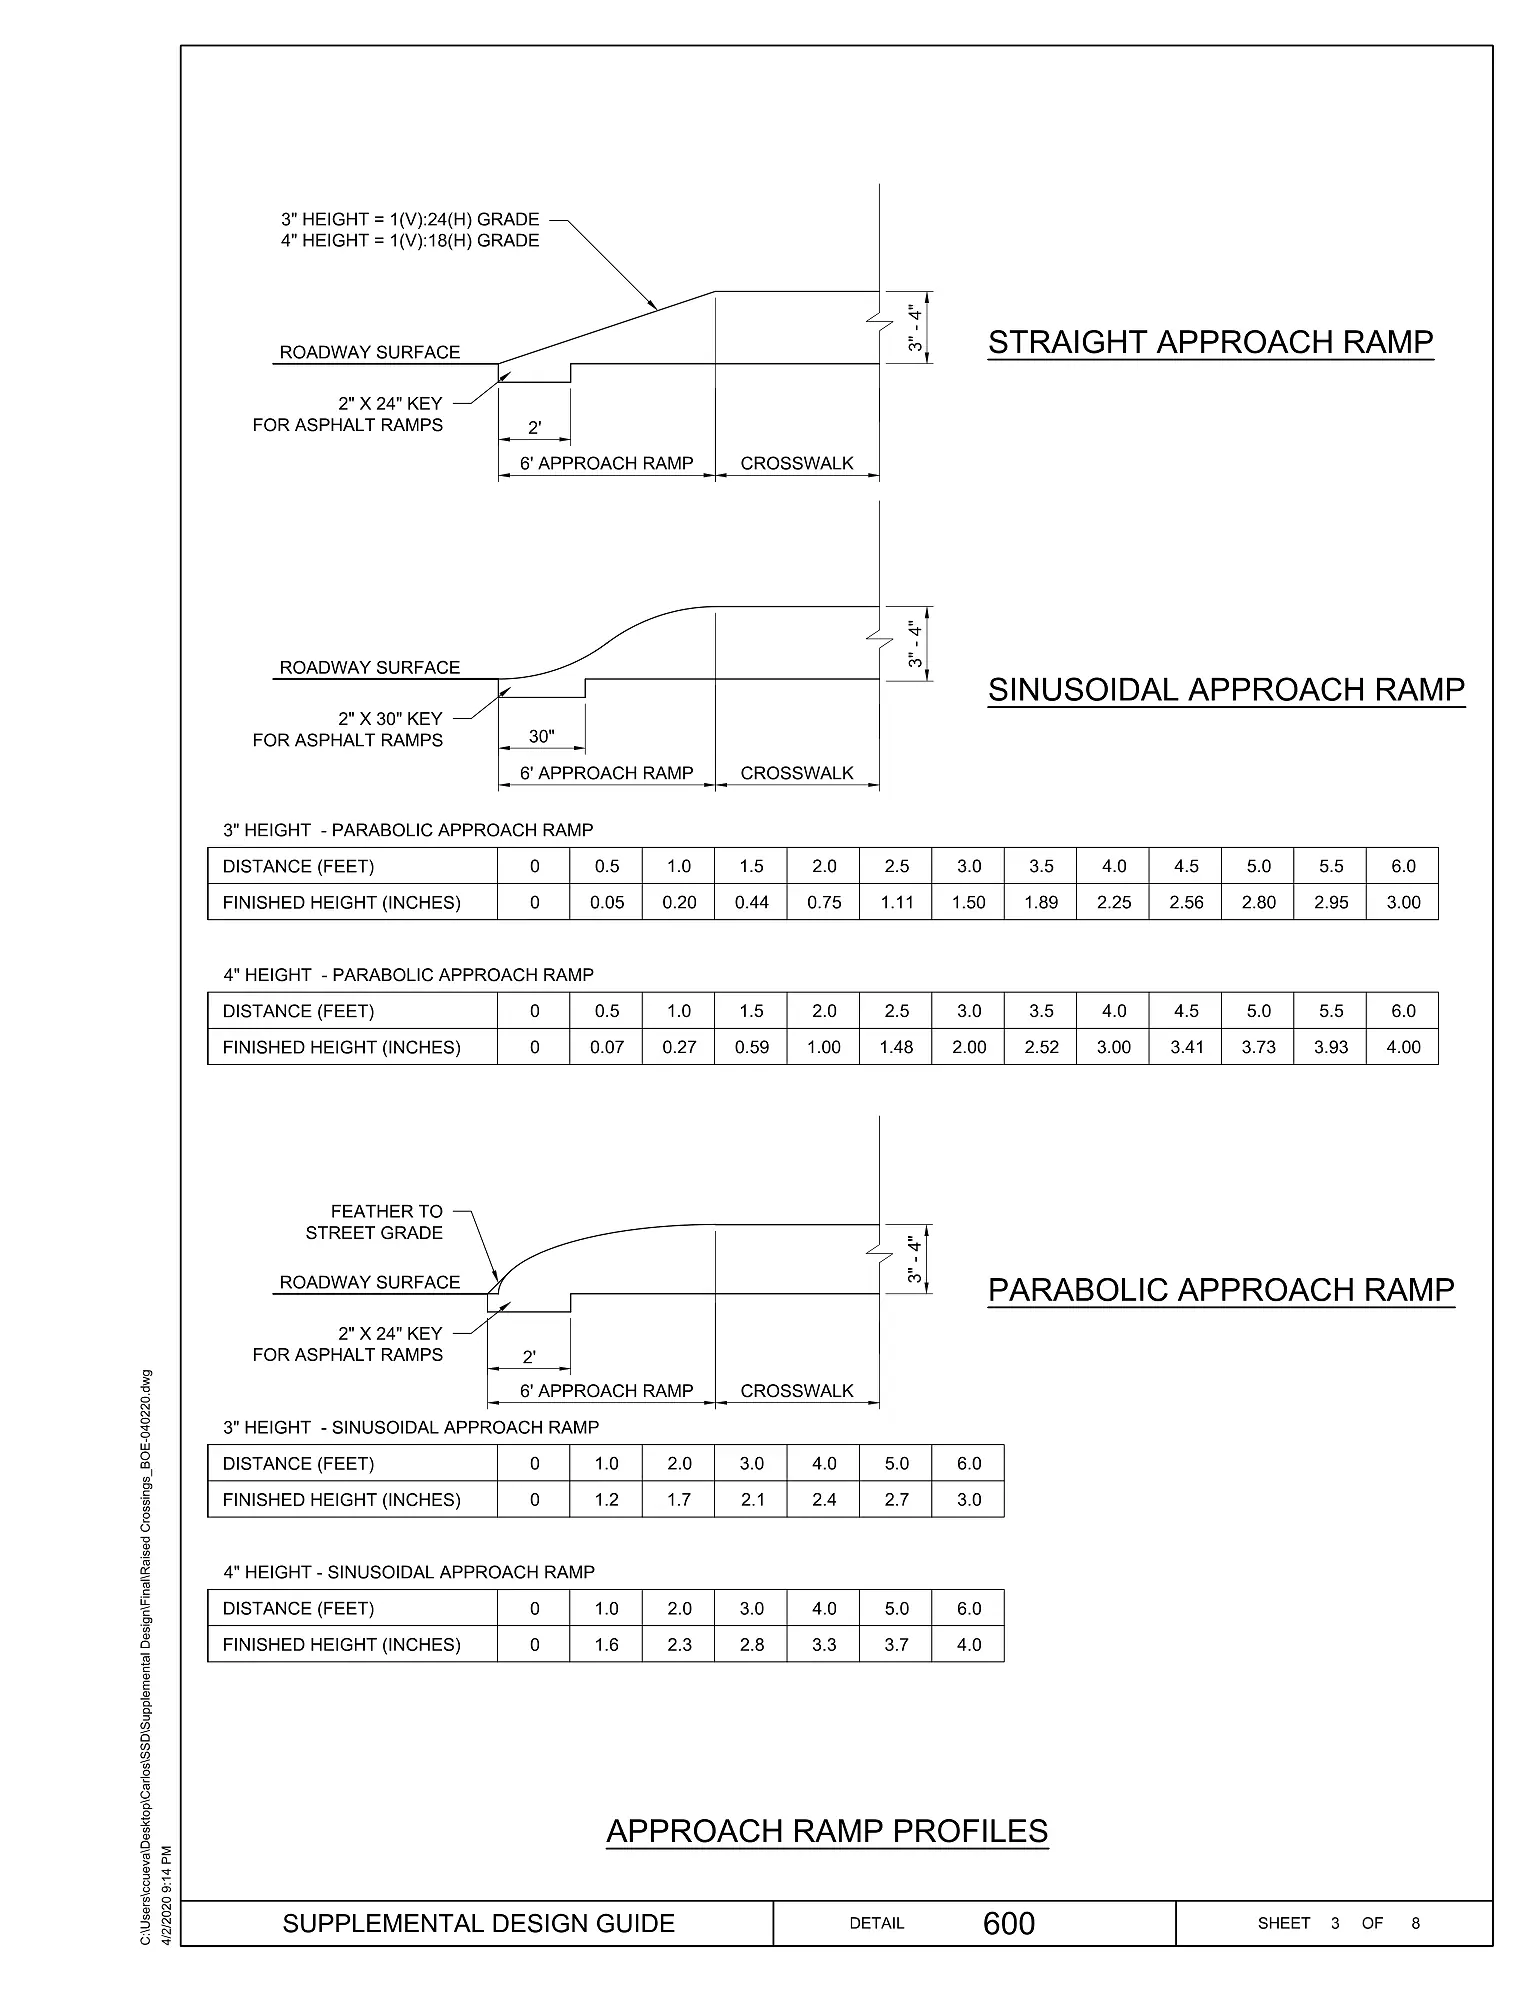 3" HEIGHT = 1(V):24(H) GRADE
4" HEIGHT = 1(V):18(H) GRADE
3" - 4"
STRAIGHT APPROACH RAMP
ROADWAY SURFACE
2" X 24" KEY
FOR ASPHALT RAMPS
2'
6' APPROACH RAMP CROSSWALK
3" - 4"
ROADWAY SURFACE
SINUSOIDAL APPROACH RAMP
2" X 30" KEY
FOR ASPHALT RAMPS
30"
6' APPROACH RAMP CROSSWALK
3" HEIGHT - PARABOLIC APPROACH RAMP
DISTANCE (FEET) 0 0.5 1.0 1.5 2.0 2.5 3.0 3.5 4.0 4.5 5.0 5.5 6.0
FINISHED HEIGHT (INCHES) 0 0.05 0.20 0.44 0.75 1.11 1.50 1.89 2.25 2.56 2.80 2.95 3.00
4" HEIGHT - PARABOLIC APPROACH RAMP
DISTANCE (FEET) 0 0.5 1.0 1.5 2.0 2.5 3.0 3.5 4.0 4.5 5.0 5.5 6.0
FINISHED HEIGHT (INCHES) 0 0.07 0.27 0.59 1.00 1.48 2.00 2.52 3.00 3.41 3.73 3.93 4.00
FEATHER TO
STREET GRADE
3" - 4"
ROADWAY SURFACE
PARABOLIC APPROACH RAMP
2" X 24" KEY
FOR ASPHALT RAMPS
2'
6' APPROACH RAMP CROSSWALK
3" HEIGHT - SINUSOIDAL APPROACH RAMP
DISTANCE (FEET) 0 1.0 2.0 3.0 4.0 5.0 6.0
FINISHED HEIGHT (INCHES) 0 1.2 1.7 2.1 2.4 2.7 3.0
4" HEIGHT - SINUSOIDAL APPROACH RAMP
DISTANCE (FEET) 0 1.0 2.0 3.0 4.0 5.0 6.0
FINISHED HEIGHT (INCHES) 0 1.6 2.3 2.8 3.3 3.7 4.0
APPROACH RAMP PROFILES
SUPPLEMENTAL DESIGN GUIDE DETAIL 600 SHEET 3 OF 8
C:\Users\ccueva\Desktop\Carlos\SSD\Supplemental Design\Final\Raised Crossings_BOE-040220.dwg
4/2/2020 9:14 PM